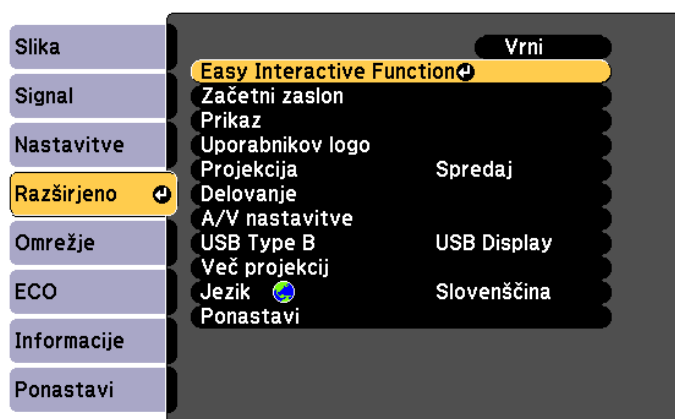 Slika
Signal
Nastavitve
Razširjeno
Omrežje
ECO
Informacije
Ponastavi
Vrni
Easy Interactive Function
Začetni zaslon
Prikaz
Uporabnikov logo
Projekcija Spredaj
Delovanje
A/V nastavitve
USB Type B USB Display
Več projekcij
Jezik Slovenščina
Ponastavi